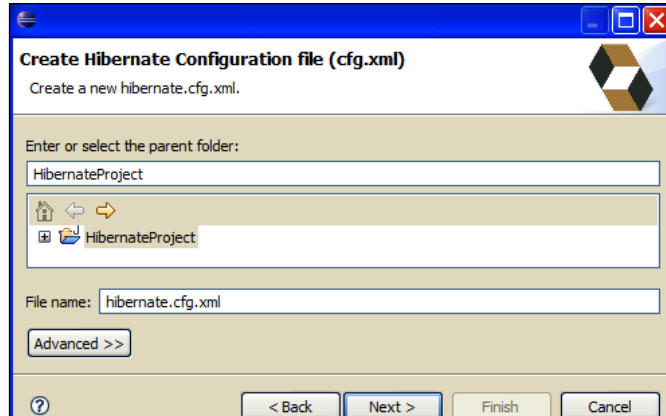 Create Hibernate Configuration file (cfg.xml)
Create a new hibernate.cfg.xml.
Enter or select the parent folder:
HibernateProject
HibernateProject
File name: hibernate.cfg.xml
Advanced >>
< Back Next > Finish Cancel